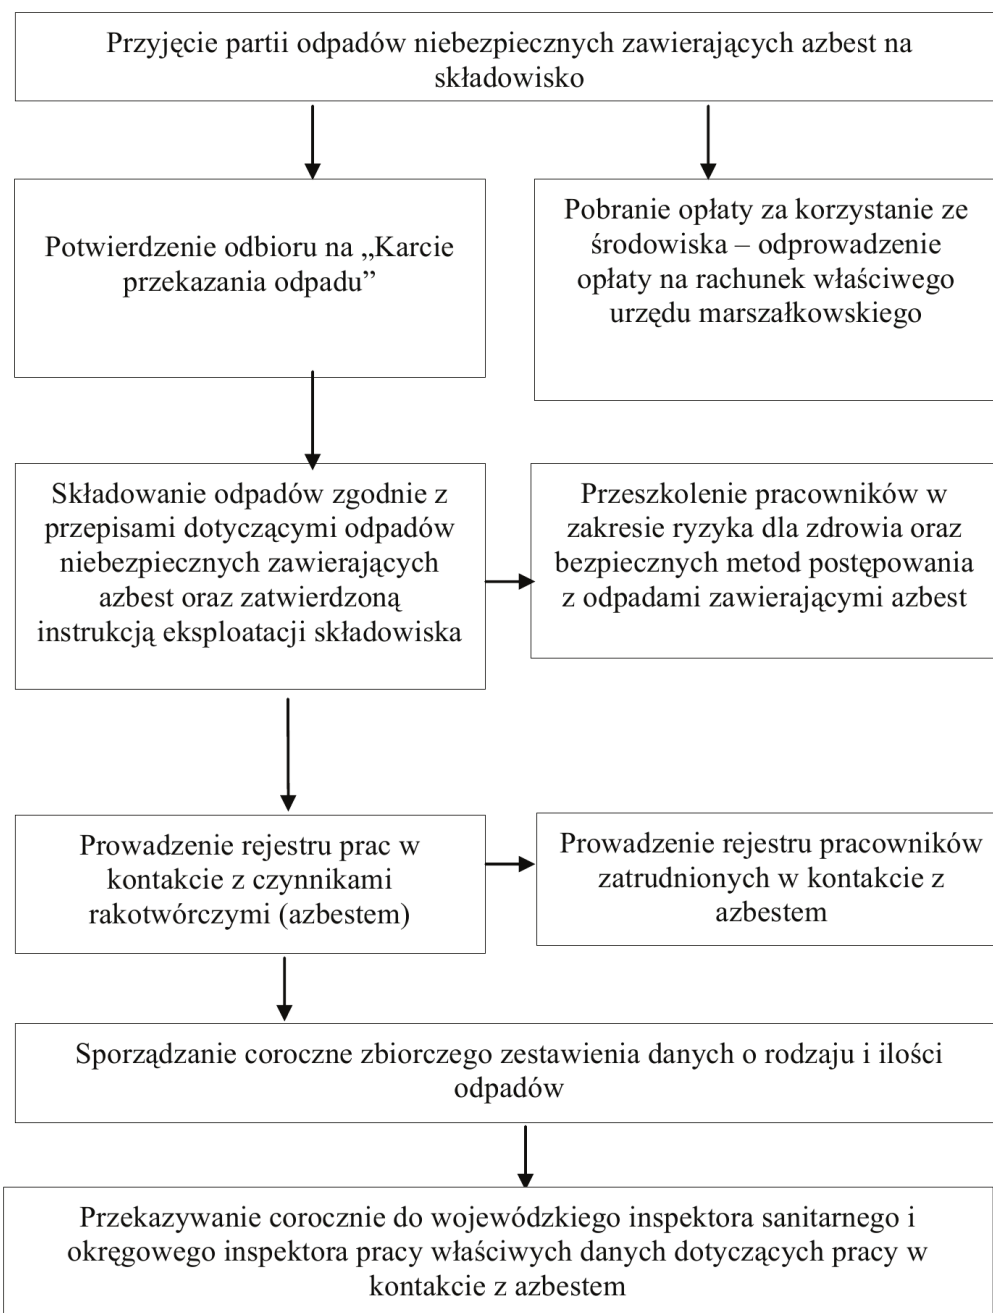 Przyjęcie partii odpadów niebezpiecznych zawierających azbest na
składowisko
Potwierdzenie odbioru na „Karcie
przekazania odpadu”
Pobranie opłaty za korzystanie ze
środowiska – odprowadzenie
opłaty na rachunek właściwego
urzędu marszałkowskiego
Składowanie odpadów zgodnie z
przepisami dotyczącymi odpadów
niebezpiecznych zawierających
azbest oraz zatwierdzoną
instrukcją eksploatacji składowiska
Przeszkolenie pracowników w
zakresie ryzyka dla zdrowia oraz
bezpiecznych metod postępowania
z odpadami zawierającymi azbest
Prowadzenie rejestru prac w
kontakcie z czynnikami
rakotwórczymi (azbestem)
Prowadzenie rejestru pracowników
zatrudnionych w kontakcie z
azbestem
Sporządzanie coroczne zbiorczego zestawienia danych o rodzaju i ilości
odpadów
Przekazywanie corocznie do wojewódzkiego inspektora sanitarnego i
okręgowego inspektora pracy właściwych danych dotyczących pracy w
kontakcie z azbestem